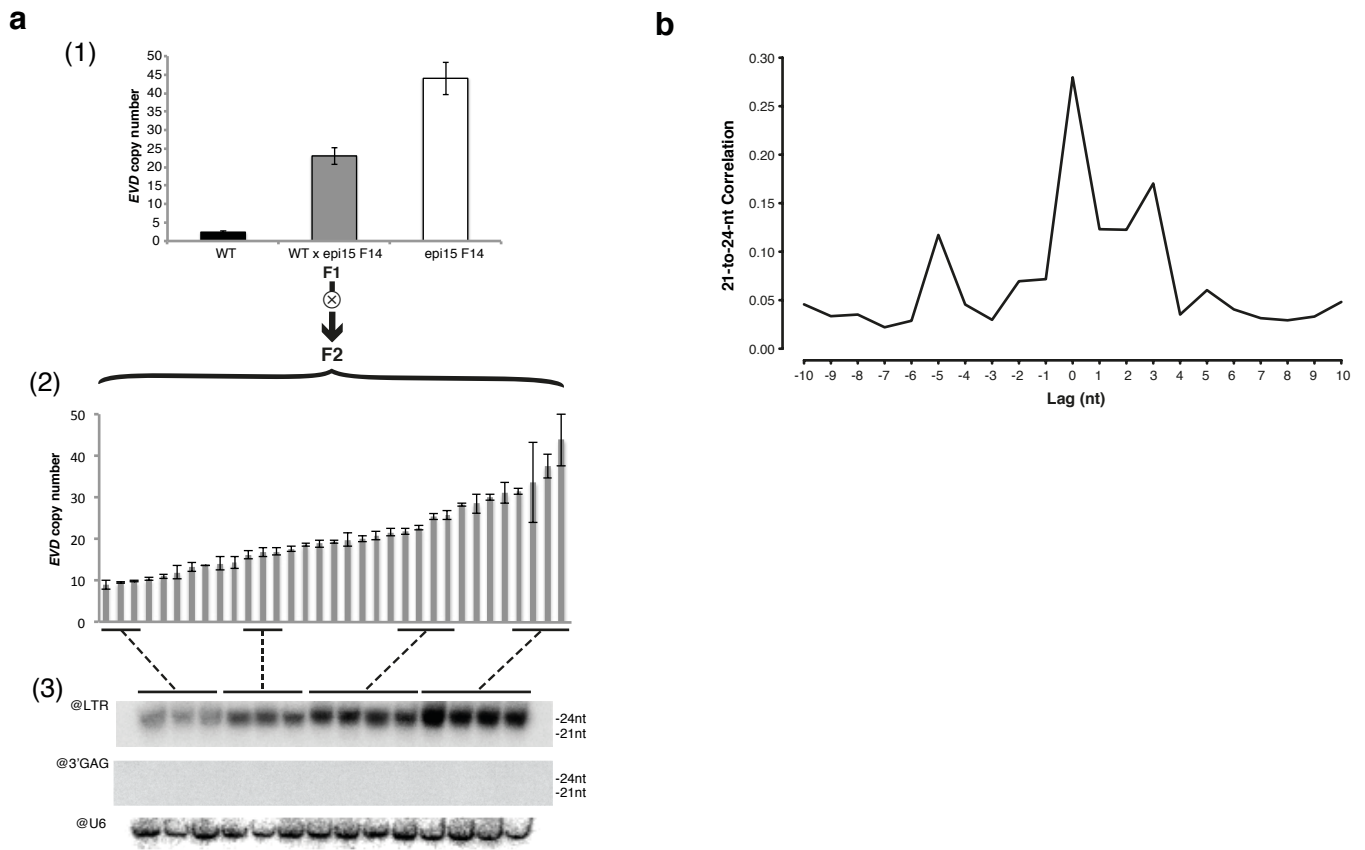 a
(1)
50
45
40
35
30
25
20
15
10
5
0
EVD copy number
WT
WT x epi15 F14
epi15 F14
F1
F2
(2)
50
40
30
20
10
0
EVD copy number
(3)
@LTR
-24nt
-21nt
@3'GAG
-24nt
-21nt
@U6
b
0.30
0.25
0.20
0.15
0.10
0.05
0.00
21-to-24-nt Correlation
-10 -9 -8 -7 -6 -5 -4 -3 -2 -1 0 1 2 3 4 5 6 7 8 9 10
Lag (nt)